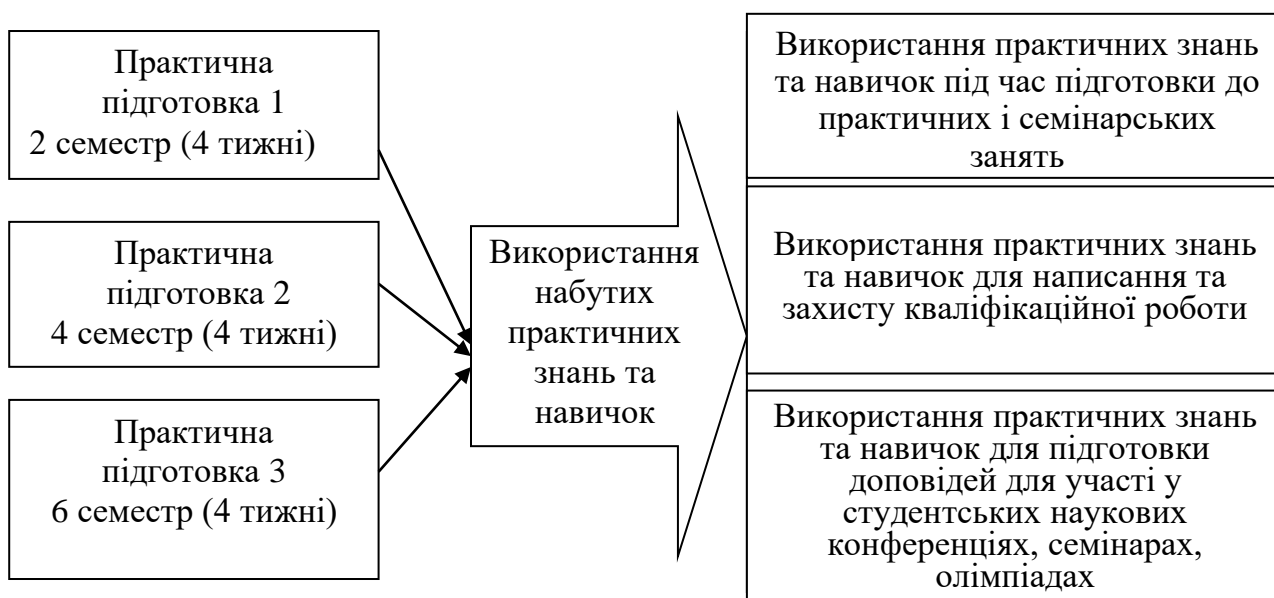 Практична
підготовка 1
2 семестр (4 тижні)
Практична
підготовка 2
4 семестр (4 тижні)
Практична
підготовка 3
6 семестр (4 тижні)
Використання
набутих
практичних
знань та
навичок
Використання практичних знань
та навичок під час підготовки до
практичних і семінарських
занять
Використання практичних знань
та навичок для написання та
захисту кваліфікаційної роботи
Використання практичних знань
та навичок для підготовки
доповідей для участі у
студентських наукових
конференціях, семінарах,
олімпіадах